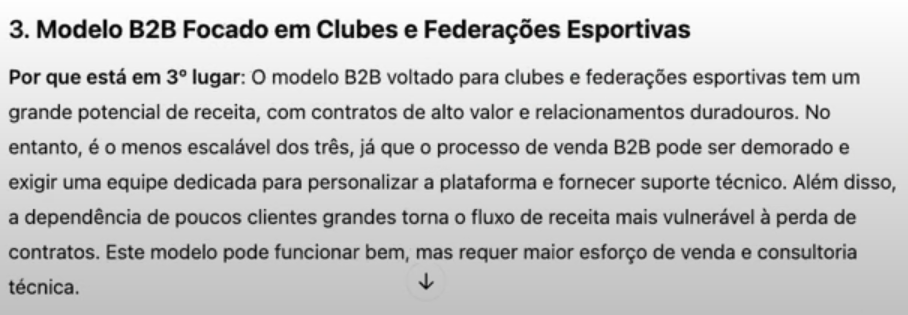 3. Modelo B2B Focado em Clubes e Federações Esportivas
Por que está em 3º lugar: O modelo B2B voltado para clubes e federações esportivas tem um
grande potencial de receita, com contratos de alto valor e relacionamentos duradouros. No
entanto, é o menos escalável dos três, já que o processo de venda B2B pode ser demorado e
exigir uma equipe dedicada para personalizar a plataforma e fornecer suporte técnico. Além disso,
a dependência de poucos clientes grandes torna o fluxo de receita mais vulnerável à perda de
contratos. Este modelo pode funcionar bem, mas requer maior esforço de venda e consultoria
técnica.